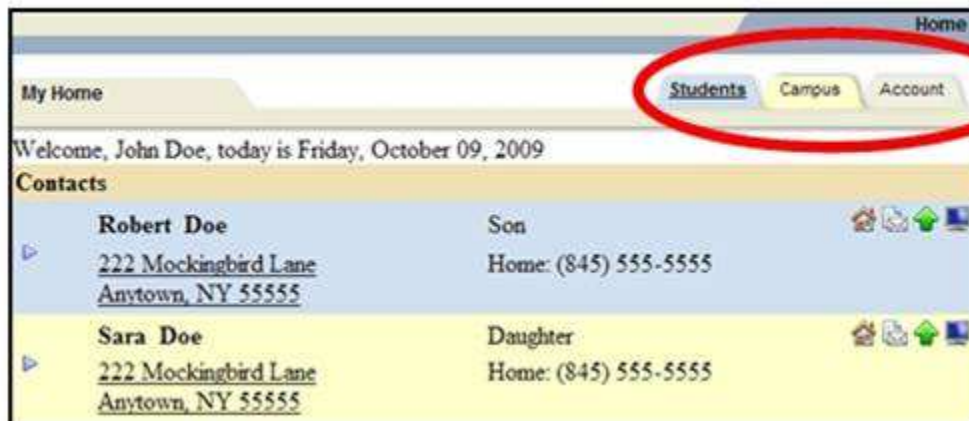 Home
My Home
Students Campus Account
Welcome, John Doe, today is Friday, October 09, 2009
Contacts
Robert Doe Son
222 Mockingbird Lane Home: (845) 555-5555
Anytown, NY 55555
Sara Doe Daughter
222 Mockingbird Lane Home: (845) 555-5555
Anytown, NY 55555